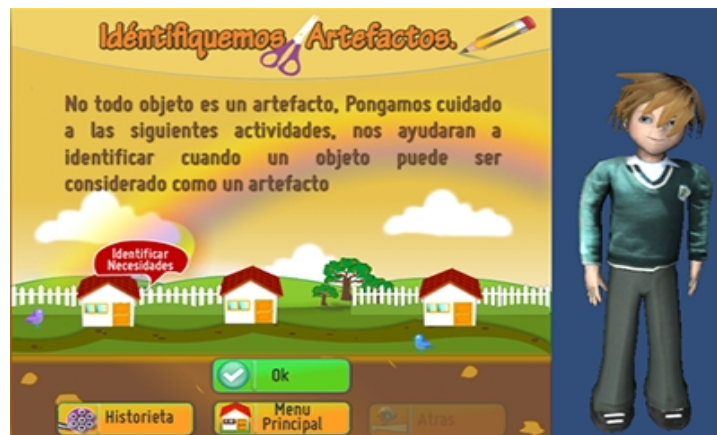 Idéntifiquemos Artefactos.
No todo objeto es un artefacto, Pongamos cuidado
a las siguientes actividades, nos ayudaran a
identificar cuando un objeto puede ser
considerado como un artefacto
Identificar
Necesidades
Ok
Historieta
Menu
Principal
Atras